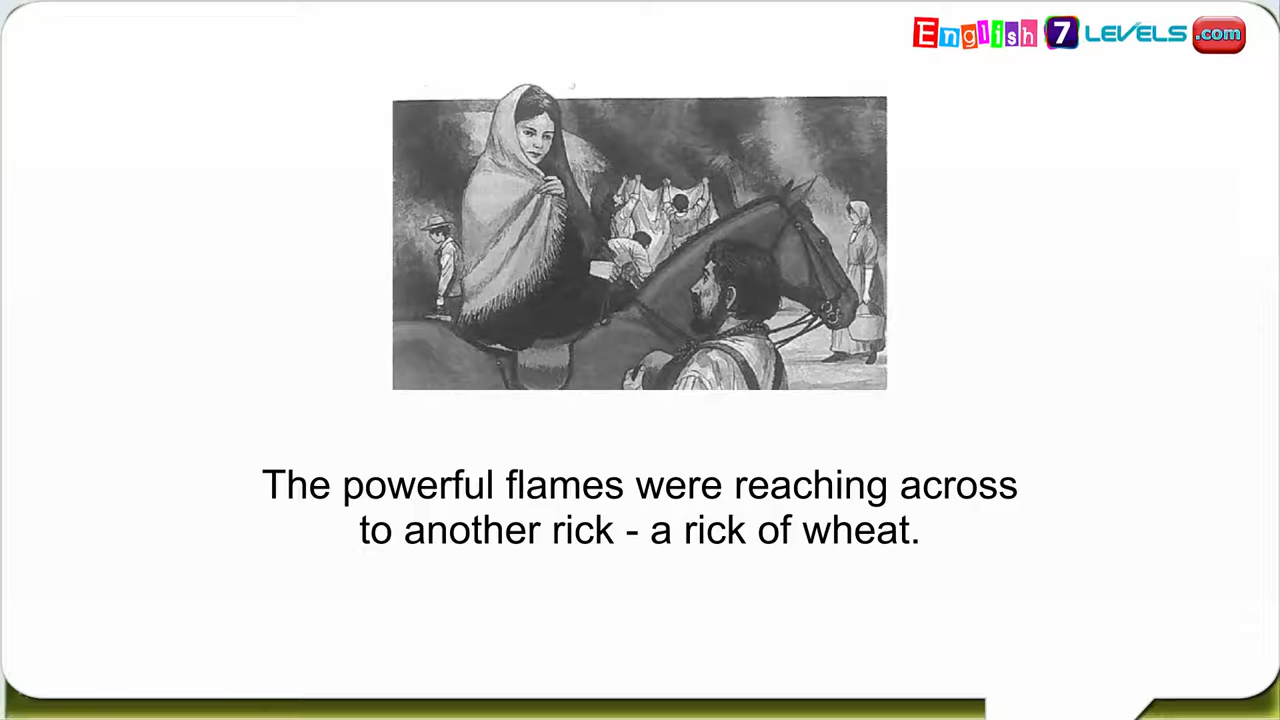 English 7 LEVELS .com
The powerful flames were reaching across
to another rick - a rick of wheat.